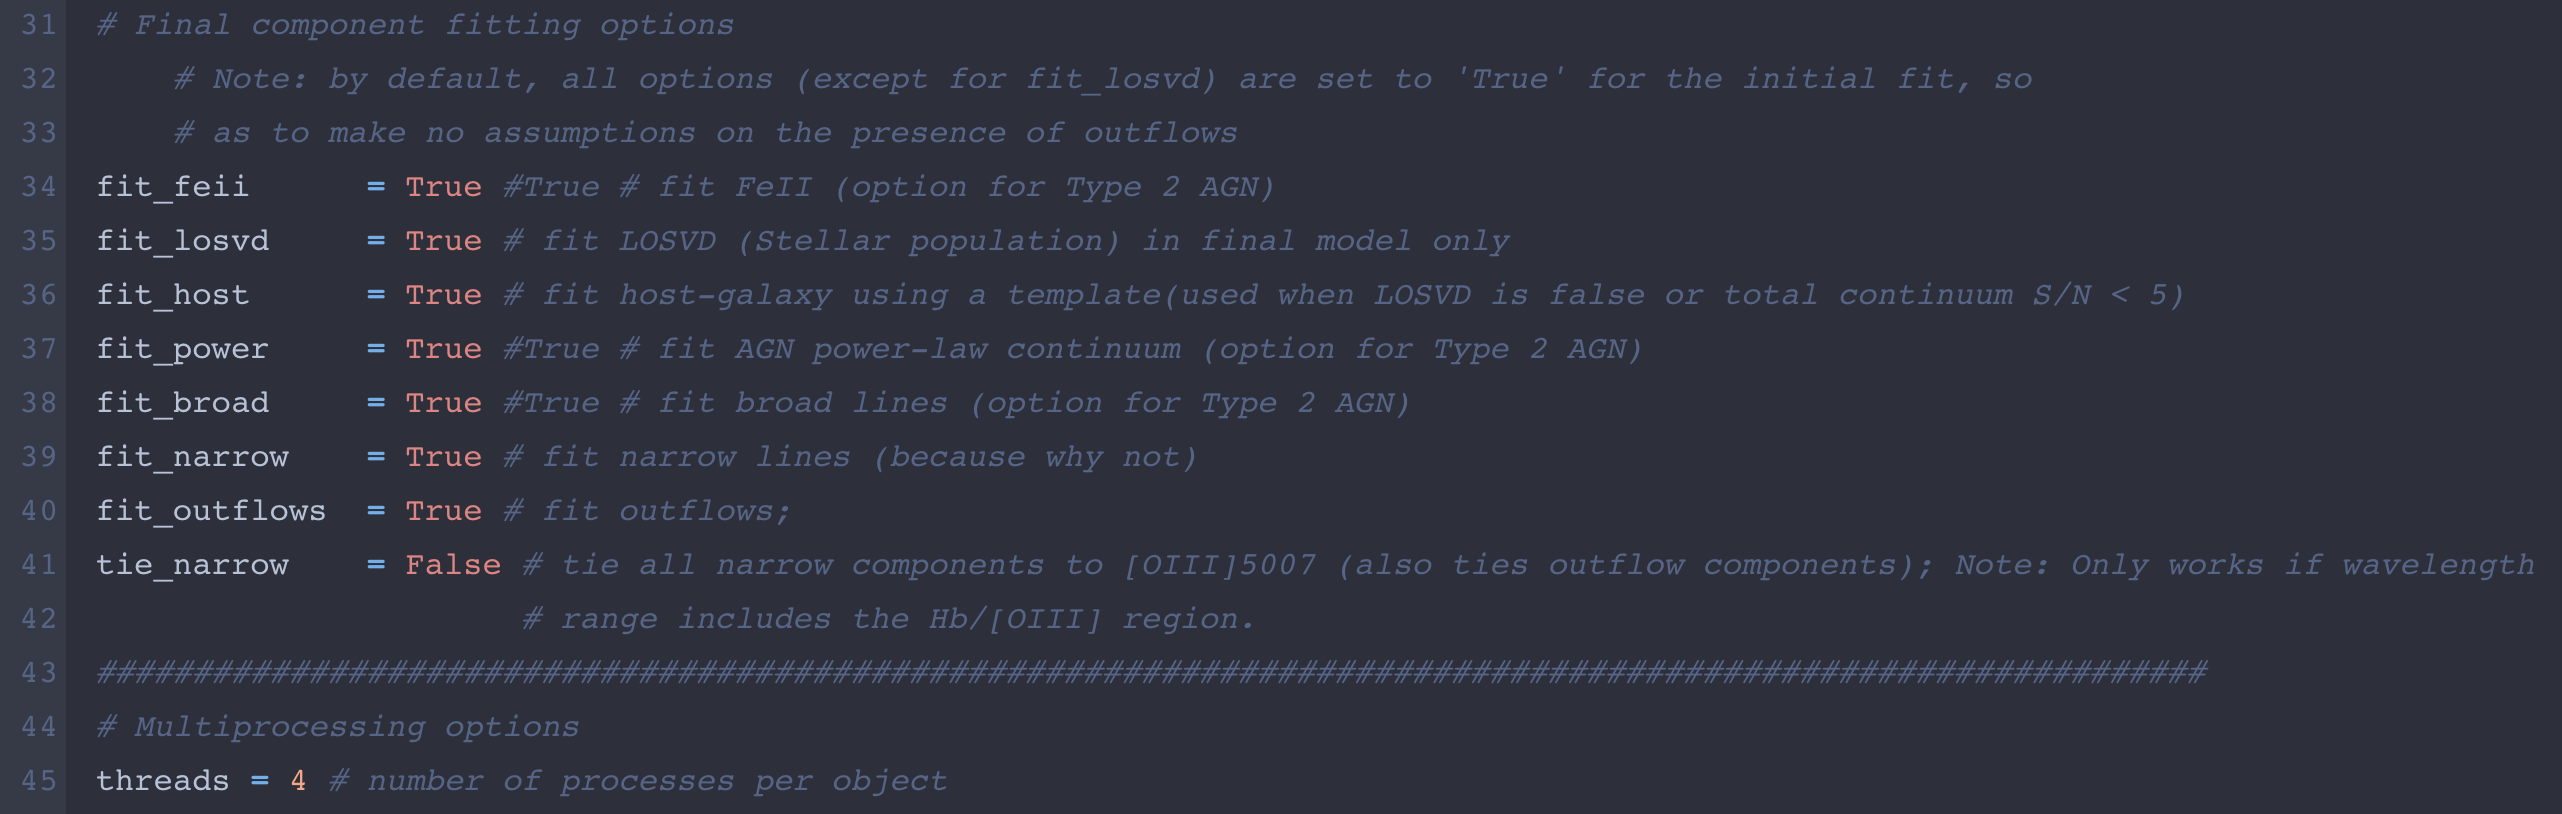 31 # Final component fitting options
32     # Note: by default, all options (except for fit_losvd) are set to 'True' for the initial fit, so
33     # as to make no assumptions on the presence of outflows
34 fit_feii      = True #True # fit FeII (option for Type 2 AGN)
35 fit_losvd     = True # fit LOSVD (Stellar population) in final model only
36 fit_host      = True # fit host-galaxy using a template(used when LOSVD is false or total continuum S/N < 5)
37 fit_power     = True #True # fit AGN power-law continuum (option for Type 2 AGN)
38 fit_broad     = True #True # fit broad lines (option for Type 2 AGN)
39 fit_narrow    = True # fit narrow lines (because why not)
40 fit_outflows  = True # fit outflows;
41 tie_narrow    = False # tie all narrow components to [OIII]5007 (also ties outflow components); Note: Only works if wavelength
42                       # range includes the Hb/[OIII] region.
43 #############################################################################################################
44 # Multiprocessing options
45 threads = 4 # number of processes per object